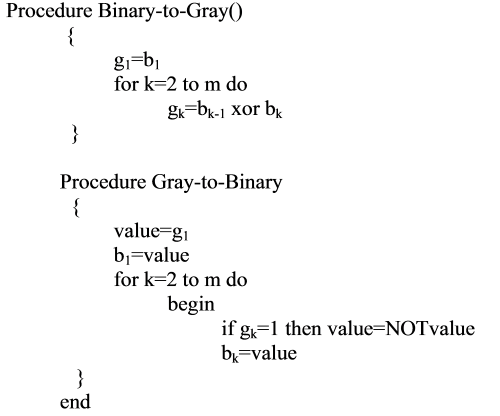 Procedure Binary-to-Gray()
{
g₁=b₁
for k=2 to m do
gₖ=bₖ₋₁ xor bₖ
}
Procedure Gray-to-Binary
{
value=g₁
b₁=value
for k=2 to m do
begin
if gₖ=1 then value=NOTvalue
bₖ=value
}
end